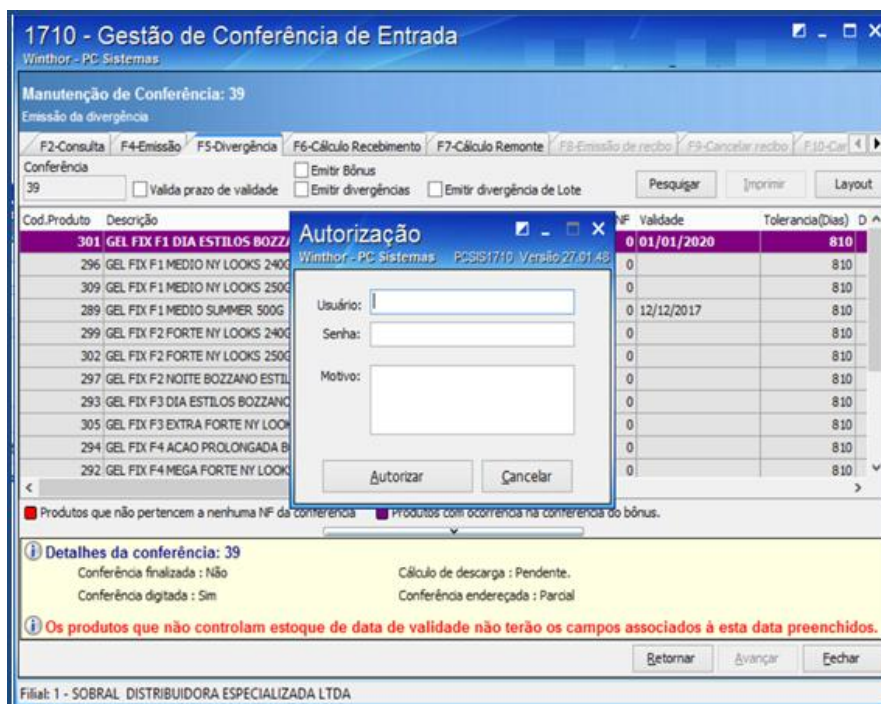 1710 - Gestão de Conferência de Entrada
Winthor - PC Sistemas
Manutenção de Conferência: 39
Emissão da divergência
F2-Consulta F4-Emissão F5-Divergência F6-Cálculo Recebimento F7-Cálculo Remonte F8-Emissão de recibo F9-Cancelar recibo F10-Car
Conferência
Emitir Bônus
39 Valida prazo de validade Emitir divergências Emitir divergência de Lote Pesquisar Imprimir Layout
Cod.Produto Descrição NF Validade Tolerancia(Dias) D
301 GEL FIX F1 DIA ESTILOS BOZZA 0 01/01/2020 810
296 GEL FIX F1 MEDIO NY LOOKS 240G 0 810
309 GEL FIX F1 MEDIO NY LOOKS 250G 0 810
289 GEL FIX F1 MEDIO SUMMER 500G 0 12/12/2017 810
299 GEL FIX F2 FORTE NY LOOKS 240G 0 810
302 GEL FIX F2 FORTE NY LOOKS 250G 0 810
297 GEL FIX F2 NOITE BOZZANO ESTIL 0 810
293 GEL FIX F3 DIA ESTILOS BOZZANO 0 810
305 GEL FIX F3 EXTRA FORTE NY LOOK 0 810
294 GEL FIX F4 ACAO PROLONGADA B 0 810
292 GEL FIX F4 MEGA FORTE NY LOOK 0 810
Autorização
Winthor - PC Sistemas PCSIS1710 Versão 27.01.48
Usuário:
Senha:
Motivo:
Autorizar Cancelar
Produtos que não pertencem a nenhuma NF da conferência Produtos com ocorrência na conferência do bônus.
Detalhes da conferência: 39
Conferência finalizada : Não Cálculo de descarga : Pendente.
Conferência digitada : Sim Conferência endereçada : Parcial
Os produtos que não controlam estoque de data de validade não terão os campos associados à esta data preenchidos.
Retornar Avançar Fechar
Filial: 1 - SOBRAL DISTRIBUIDORA ESPECIALIZADA LTDA